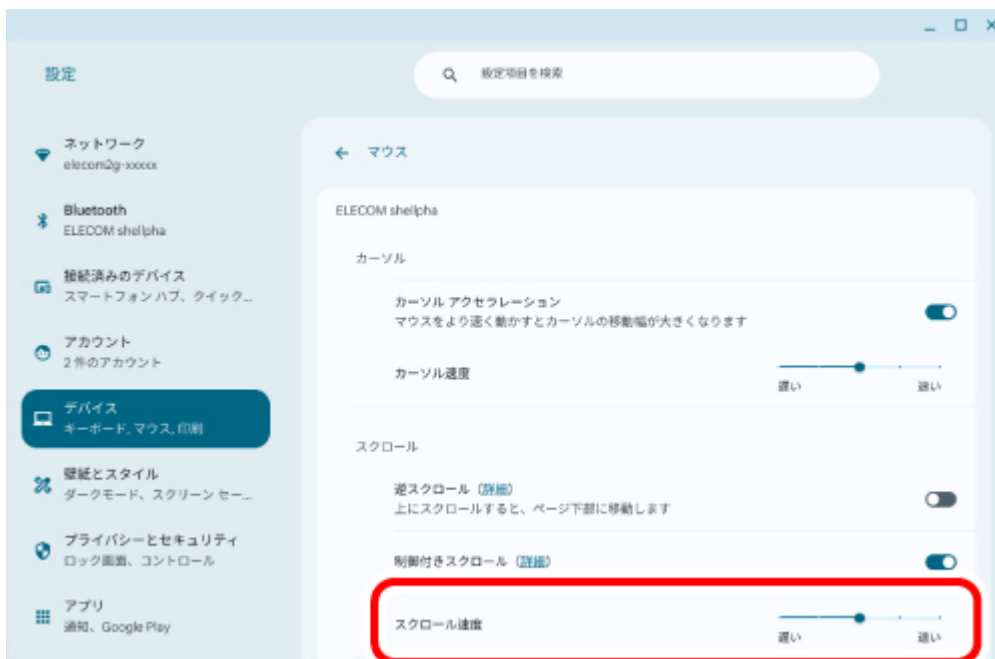 設定
設定項目を検索
ネットワーク
elecom2g-xxxxx
Bluetooth
ELECOM shellpha
接続済みのデバイス
スマートフォン ハブ、クイック...
アカウント
2 件のアカウント
デバイス
キーボード, マウス, 印刷
壁紙とスタイル
ダークモード、スクリーン セー...
プライバシーとセキュリティ
ロック画面、コントロール
アプリ
通知、Google Play
マウス
ELECOM shellpha
カーソル
カーソル アクセラレーション
マウスをより速く動かすとカーソルの移動幅が大きくなります
カーソル速度
遅い 速い
スクロール
逆スクロール（詳細）
上にスクロールすると、ページ下部に移動します
制御付きスクロール（詳細）
スクロール速度
遅い 速い